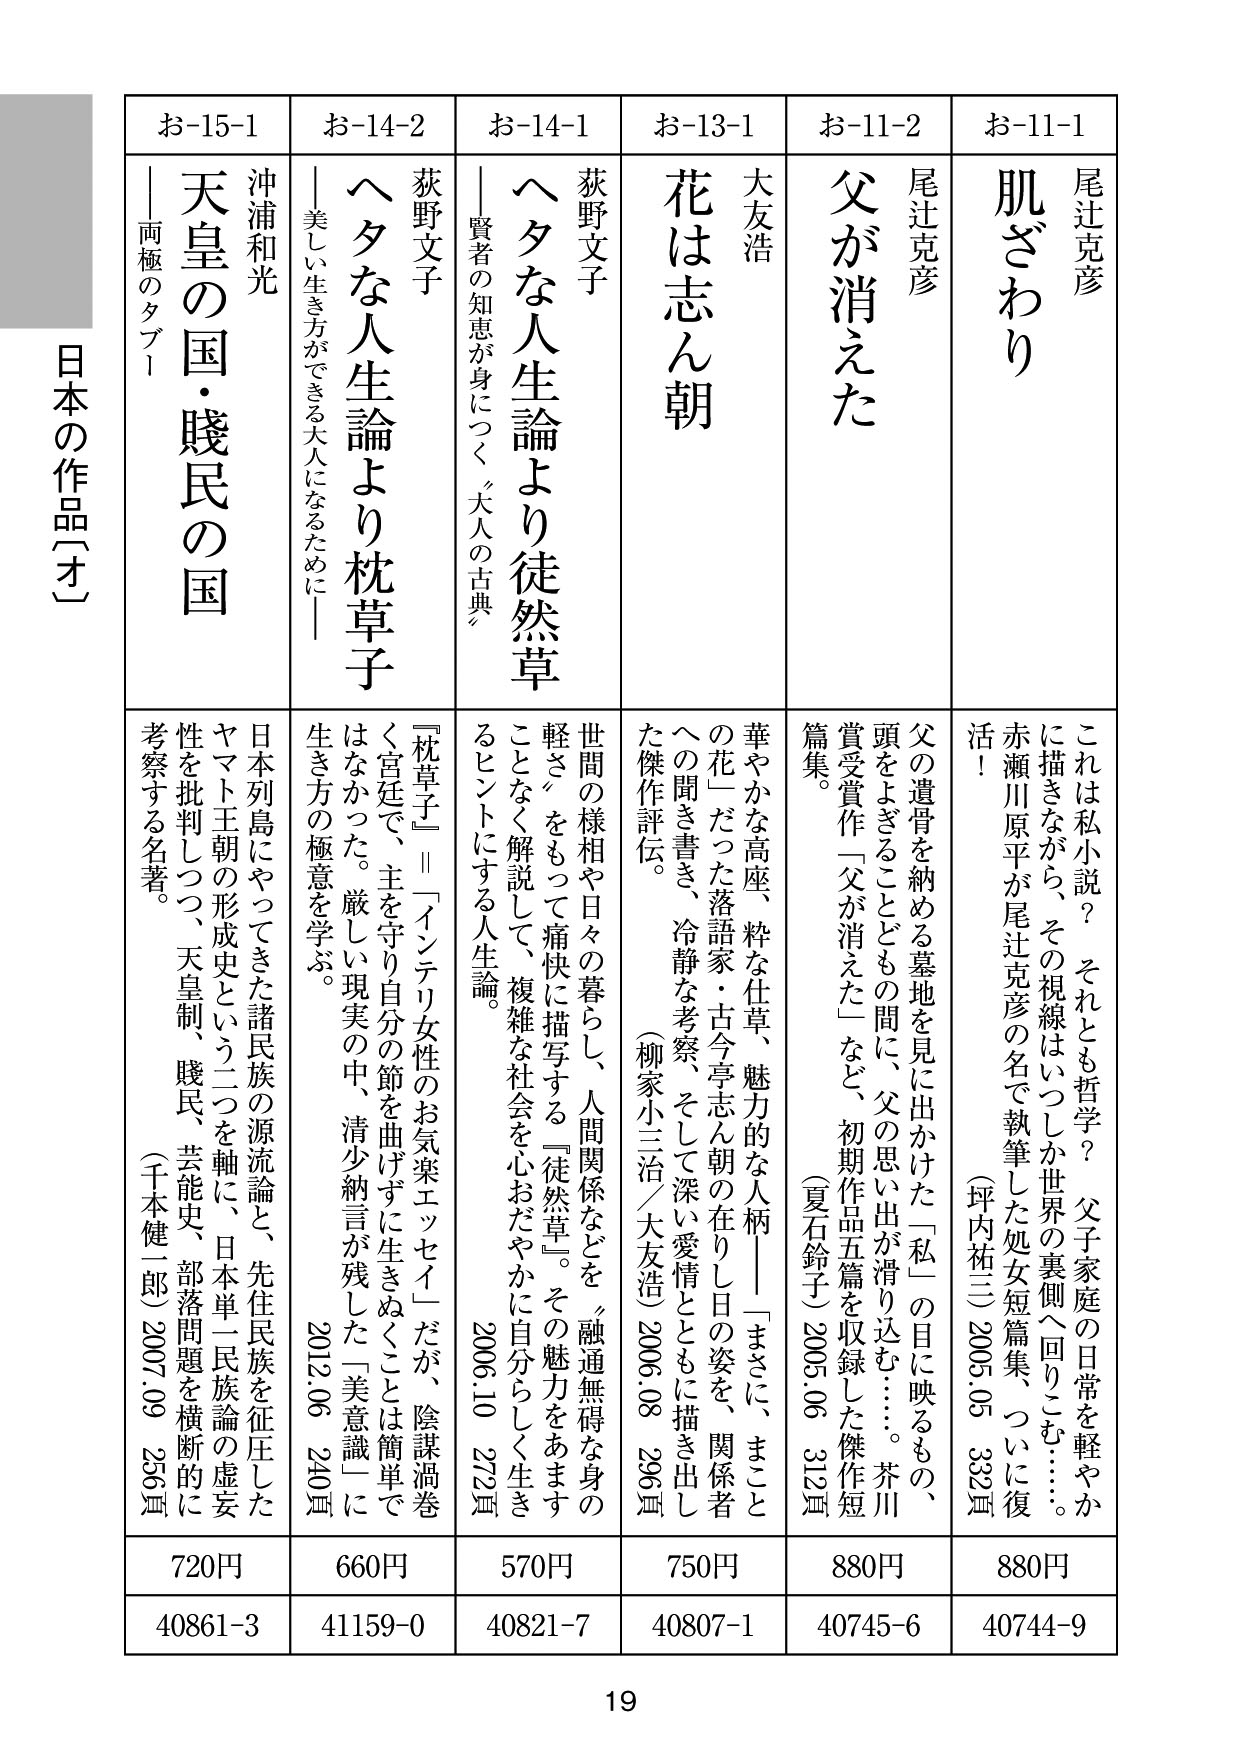 お-11-1
尾辻克彦
肌ざわり
これは私小説？　それとも哲学？　父子家庭の日常を軽やか
に描きながら、その視線はいつしか世界の裏側へ回りこむ……。
赤瀬川原平が尾辻克彦の名で執筆した処女短篇集、ついに復
活！
（坪内祐三）2005.05　332頁
880円
40744-9
お-11-2
尾辻克彦
父が消えた
父の遺骨を納める墓地を見に出かけた「私」の目に映るもの、
頭をよぎることどもの間に、父の思い出が滑り込む……。芥川
賞受賞作「父が消えた」など、初期作品五篇を収録した傑作短
篇集。
（夏石鈴子）2005.06　312頁
880円
40745-6
お-13-1
大友浩
花は志ん朝
華やかな高座、粋な仕草、魅力的な人柄――「まさに、まこと
の花」だった落語家・古今亭志ん朝の在りし日の姿を、関係者
への聞き書き、冷静な考察、そして深い愛情とともに描き出し
た傑作評伝。
（柳家小三治／大友浩）2006.08　296頁
750円
40807-1
お-14-1
荻野文子
ヘタな人生論より徒然草
――賢者の知恵が身につく〝大人の古典〟
世間の様相や日々の暮らし、人間関係などを〝融通無碍な身の
軽さ〟をもって痛快に描写する『徒然草』。その魅力をあます
ことなく解説して、複雑な社会を心おだやかに自分らしく生き
るヒントにする人生論。
2006.10　272頁
570円
40821-7
お-14-2
荻野文子
ヘタな人生論より枕草子
――美しい生き方ができる大人になるために――
『枕草子』＝「インテリ女性のお気楽エッセイ」だが、陰謀渦巻
く宮廷で、主を守り自分の節を曲げずに生きぬくことは簡単で
はなかった。厳しい現実の中、清少納言が残した「美意識」に
生き方の極意を学ぶ。
2012.06　240頁
660円
41159-0
お-15-1
沖浦和光
天皇の国・賤民の国
――両極のタブー
日本列島にやってきた諸民族の源流論と、先住民族を征圧した
ヤマト王朝の形成史という二つを軸に、日本単一民族論の虚妄
性を批判しつつ、天皇制、賤民、芸能史、部落問題を横断的に
考察する名著。
（千本健一郎）2007.09　256頁
720円
40861-3
日本の作品〔オ〕
19